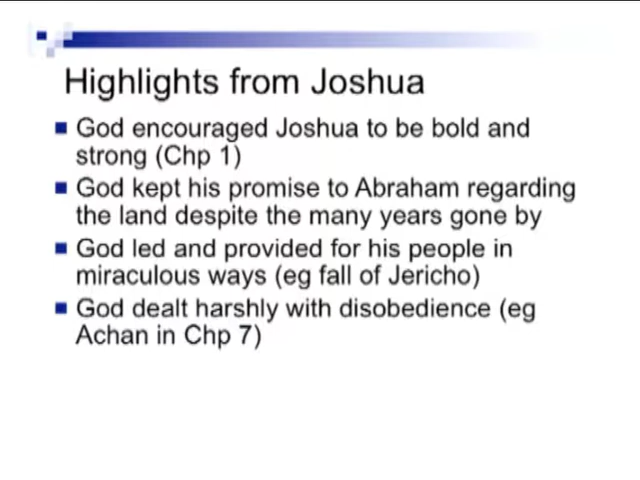 Highlights from Joshua
God encouraged Joshua to be bold and
strong (Chp 1)
God kept his promise to Abraham regarding
the land despite the many years gone by
God led and provided for his people in
miraculous ways (eg fall of Jericho)
God dealt harshly with disobedience (eg
Achan in Chp 7)